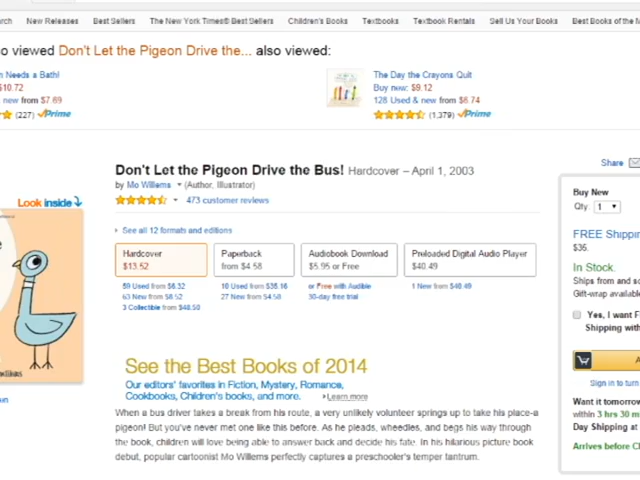 rch New Releases Best Sellers The New York Times® Best Sellers Children's Books Textbooks Textbook Rentals Sell Us Your Books Best Books of the M
o viewed Don't Let the Pigeon Drive the... also viewed:
n Needs a Bath!
$10.72
new from $7.69
(227) Prime
The Day the Crayons Quit
Buy now: $9.12
128 Used & new from $6.74
(1,379) Prime
Don't Let the Pigeon Drive the Bus! Hardcover – April 1, 2003
by Mo Willems (Author, Illustrator)
473 customer reviews
Share
Look inside
See all 12 formats and editions
Hardcover
$13.52
Paperback
from $4.58
Audiobook Download
$5.95 or Free
Preloaded Digital Audio Player
$40.49
59 Used from $6.32
63 New from $8.52
3 Collectible from $48.50
10 Used from $35.16
27 New from $4.58
or Free with Audible
30-day free trial
1 New from $40.49
See the Best Books of 2014
Our editors' favorites in Fiction, Mystery, Romance,
Cookbooks, Children's books, and more. Learn more
When a bus driver takes a break from his route, a very unlikely volunteer springs up to take his place-a
pigeon! But you've never met one like this before. As he pleads, wheedles, and begs his way through
the book, children will love being able to answer back and decide his fate. In his hilarious picture book
debut, popular cartoonist Mo Willems perfectly captures a preschooler's temper tantrum.
Buy New
Qty: 1
FREE Shippin
$35.
In Stock.
Ships from and so
Gift-wrap availabl
Yes, I want F
Shipping with
A
Sign in to turn
Want it tomorrow
within 3 hrs 30 m
Day Shipping at
Arrives before C